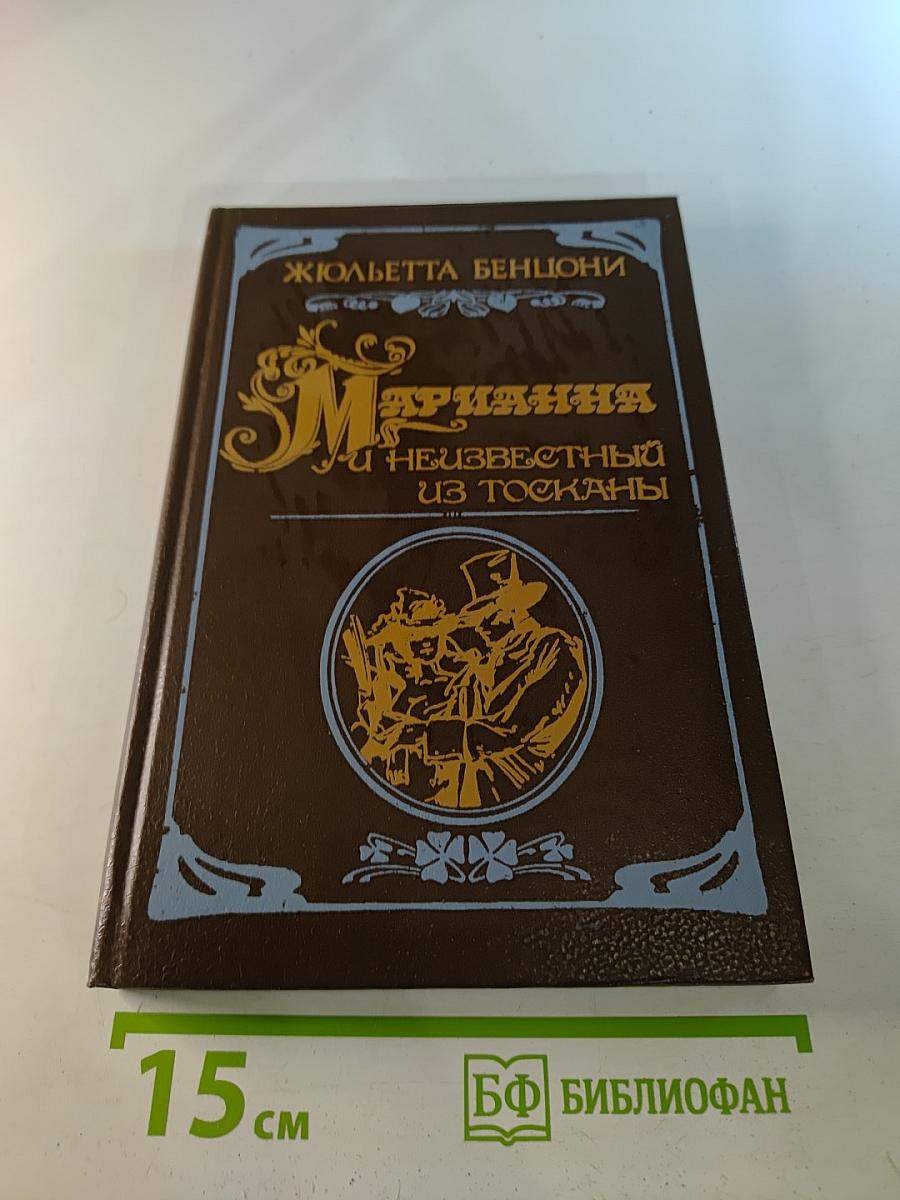 ЖЮЛЬЕТТА БЕНЦОНИ
МАРИАННА
И НЕИЗВЕСТНЫЙ
ИЗ ТОСКАНЫ
15 см
БФ БИБЛИОФАН